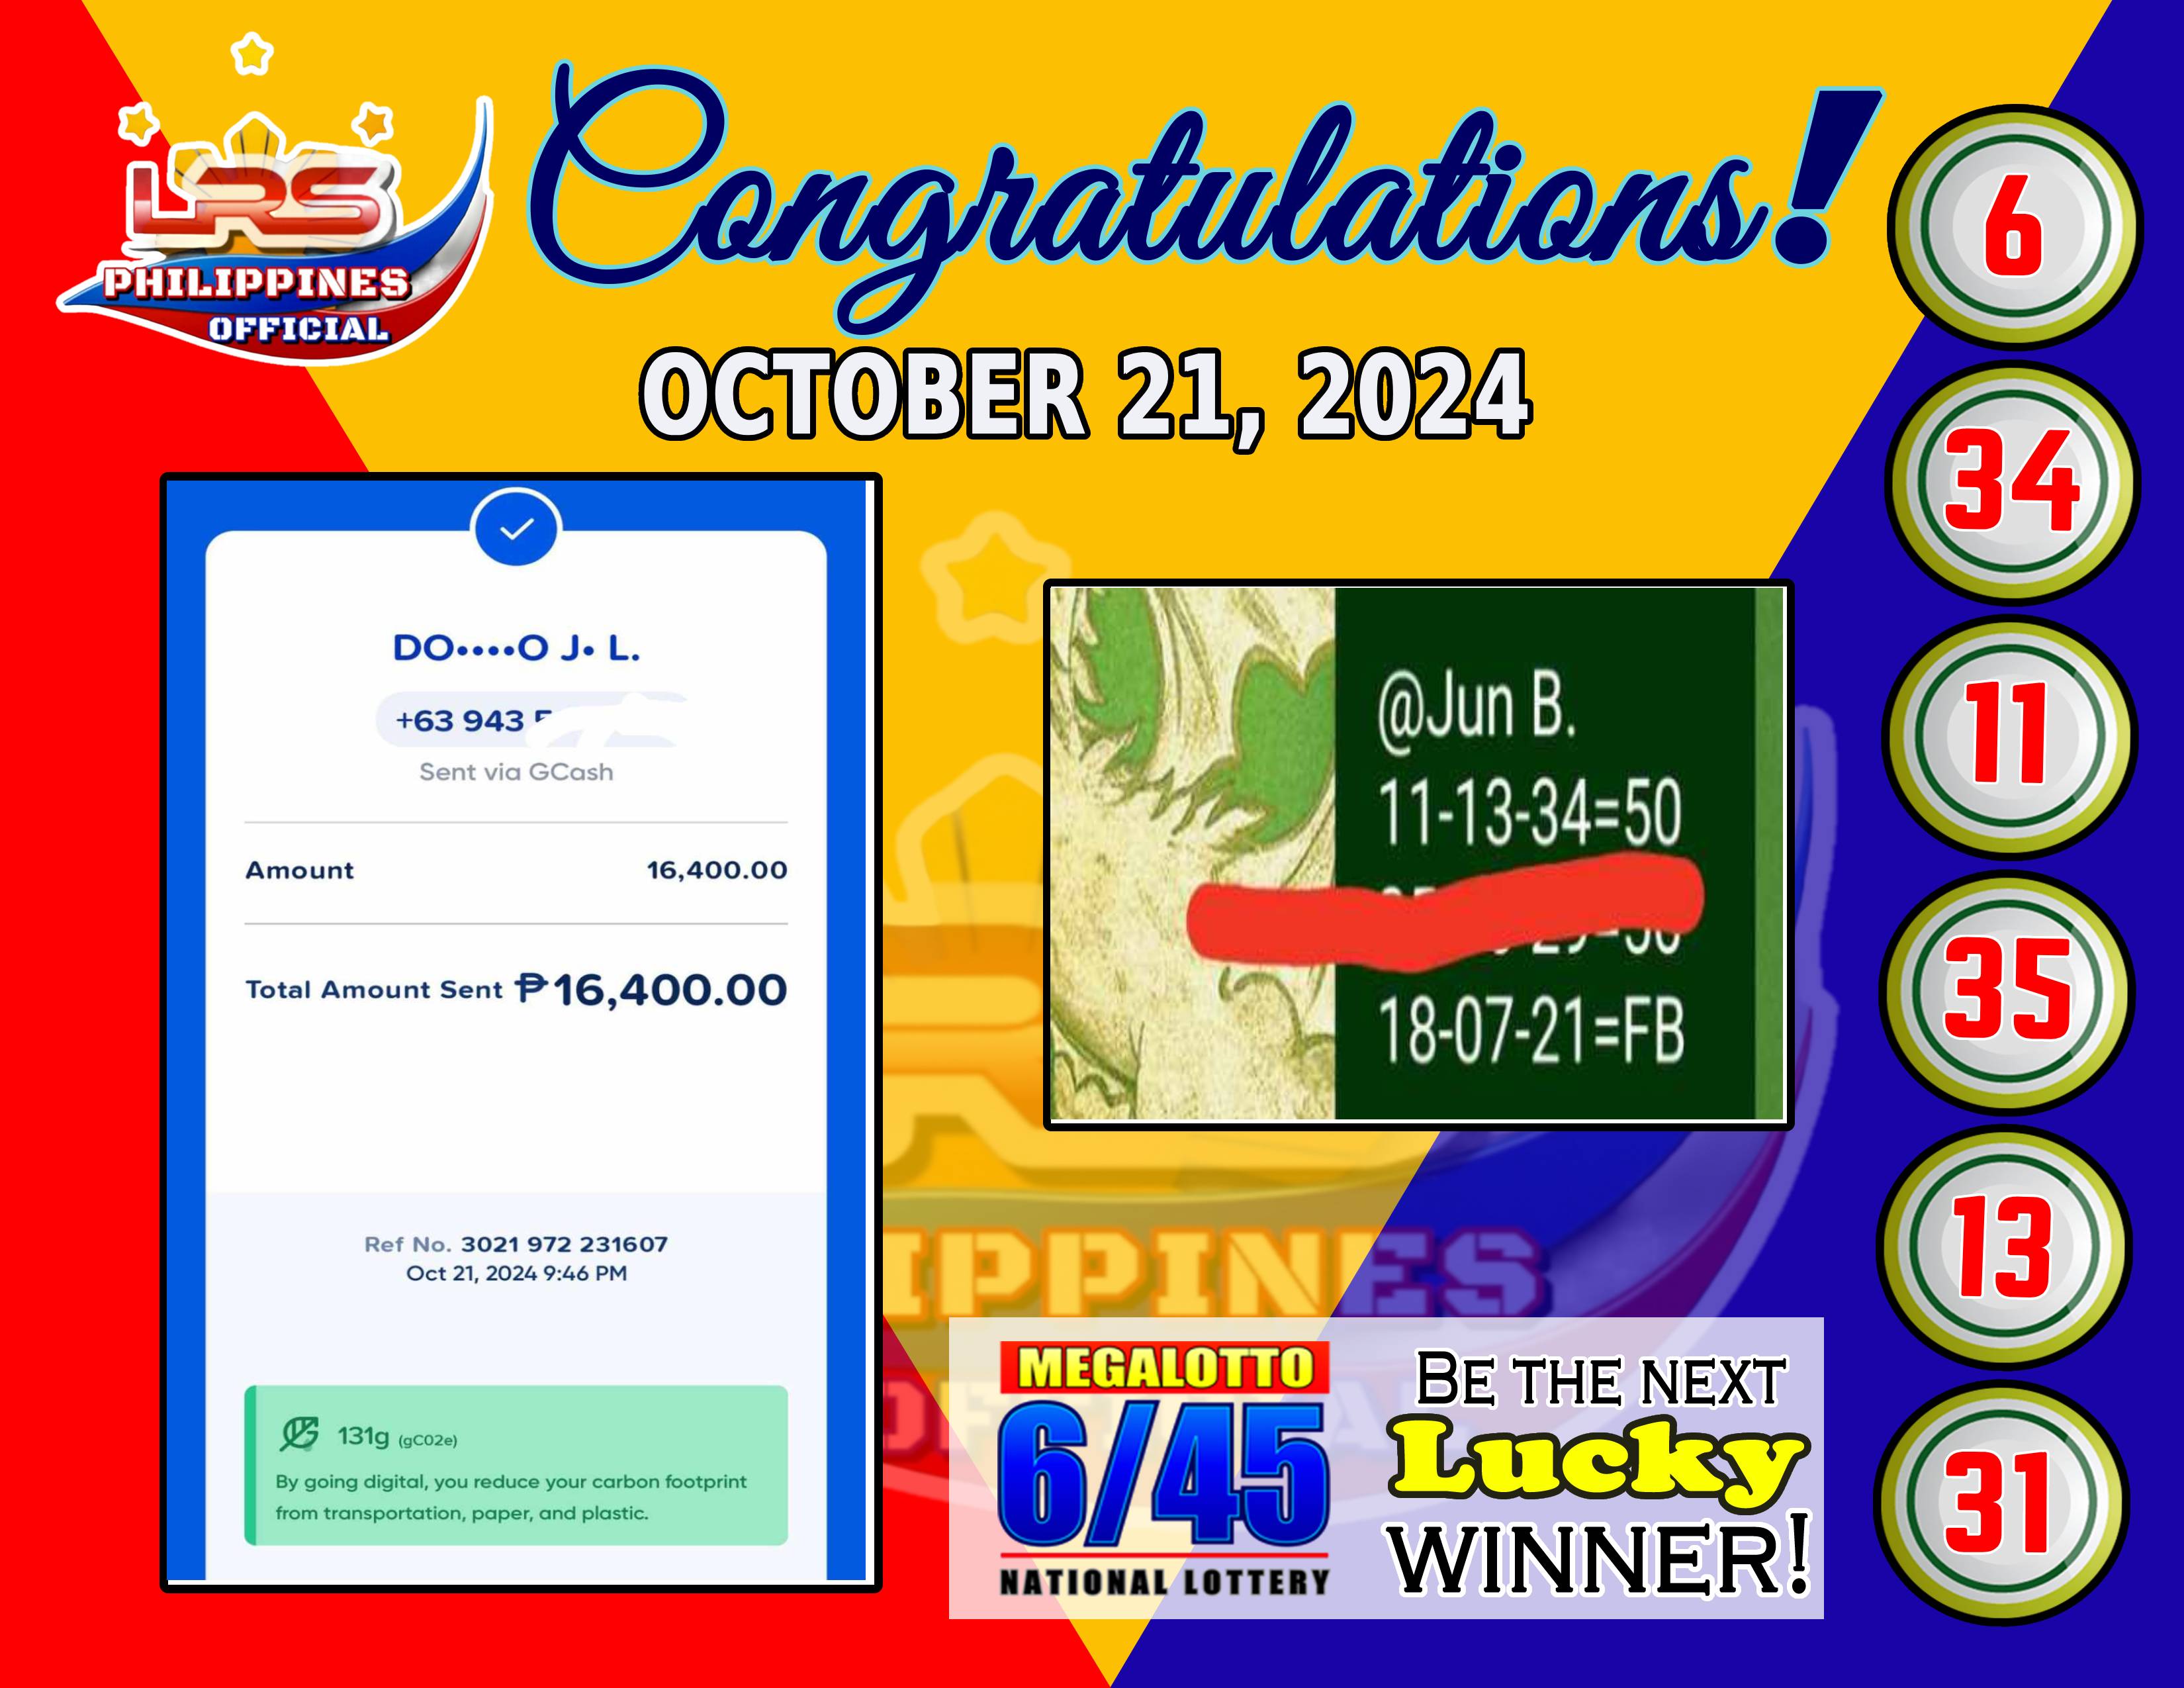 LRS
PHILIPPINES
OFFICIAL
Congratulations!
OCTOBER 21, 2024
DO••••O J• L.
+63 943
Sent via GCash
Amount 16,400.00
Total Amount Sent ₱16,400.00
Ref No. 3021 972 231607
Oct 21, 2024 9:46 PM
131g (gC02e)
By going digital, you reduce your carbon footprint
from transportation, paper, and plastic.
@Jun B.
11-13-34=50
18-07-21=FB
MEGALOTTO
6/45
NATIONAL LOTTERY
BE THE NEXT
Lucky
WINNER!
6
34
11
35
13
31